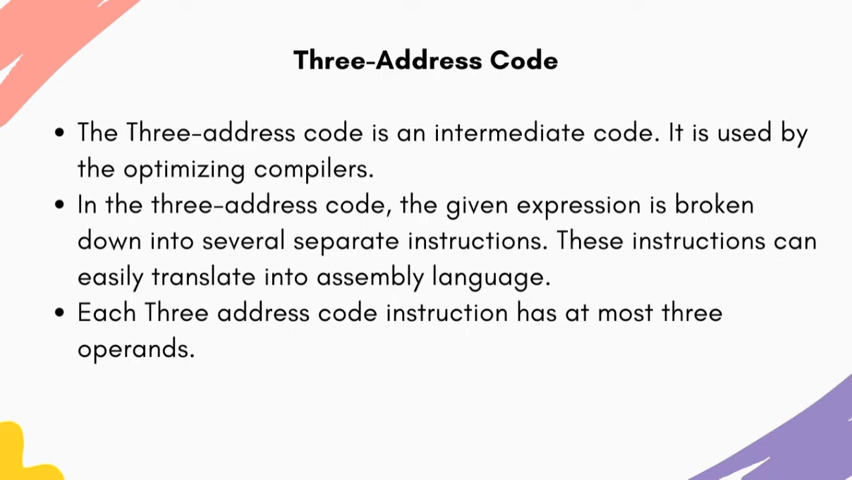 Three-Address Code
• The Three-address code is an intermediate code. It is used by
the optimizing compilers.
• In the three-address code, the given expression is broken
down into several separate instructions. These instructions can
easily translate into assembly language.
• Each Three address code instruction has at most three
operands.